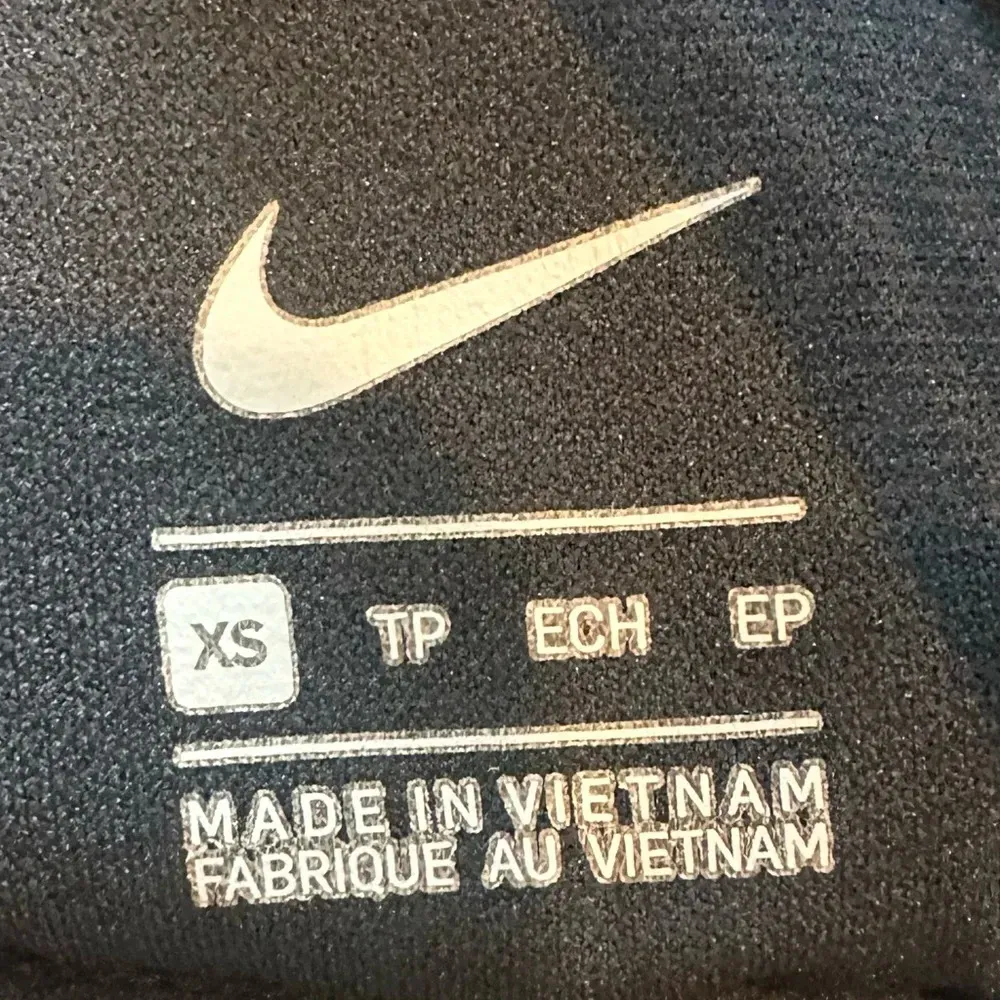 XS TP ECH EP
MADE IN VIETNAM
FABRIQUE AU VIETNAM